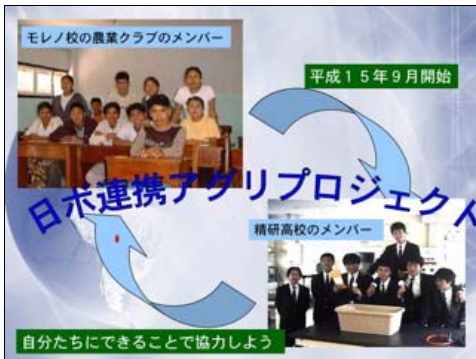 モレノ校の農業クラブのメンバー
平成１５年９月開始
日ボ連携アグリプロジェクト
精研高校のメンバー
自分たちにできることで協力しよう